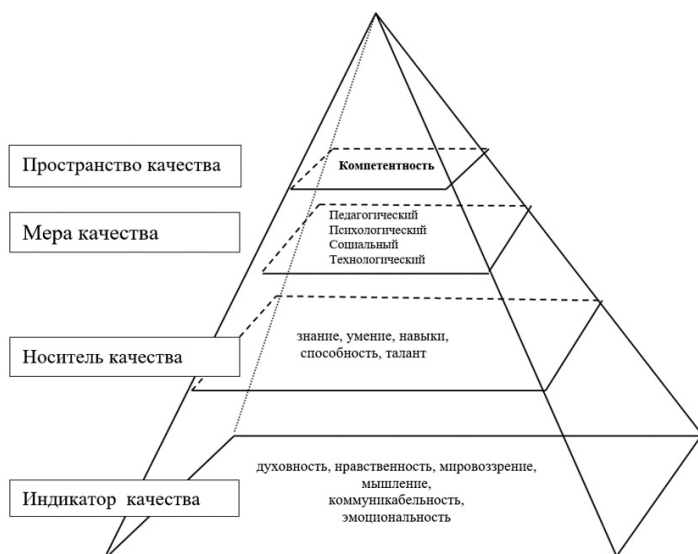 Пространство качества
Компетентность
Мера качества
Педагогический
Психологический
Социальный
Технологический
Носитель качества
знание, умение, навыки,
способность, талант
Индикатор качества
духовность, нравственность, мировоззрение,
мышление,
коммуникабельность,
эмоциональность